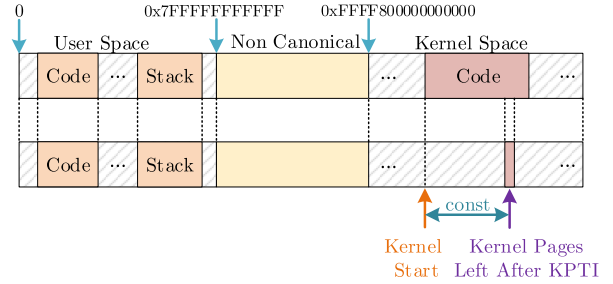 0 0x7FFFFFFFFFFF 0xFFFF800000000000
User Space Non Canonical Kernel Space
Code ... Stack ... Code ...
Code ... Stack ... ...
const
Kernel Start
Kernel Pages Left After KPTI